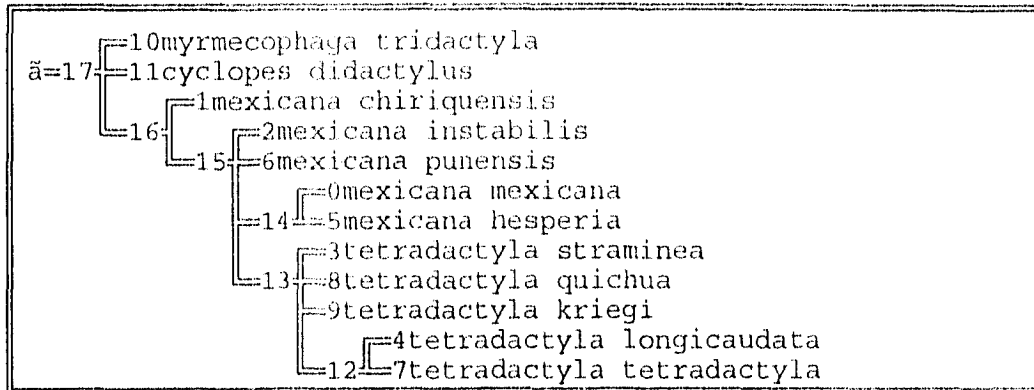 10myrmecophaga tridactyla
ã=17 11cyclopes didactylus
1mexicana chiriquensis
16 2mexicana instabilis
15 6mexicana punensis
0mexicana mexicana
14 5mexicana hesperia
3tetradactyla straminea
13 8tetradactyla quichua
9tetradactyla kriegi
4tetradactyla longicaudata
12 7tetradactyla tetradactyla